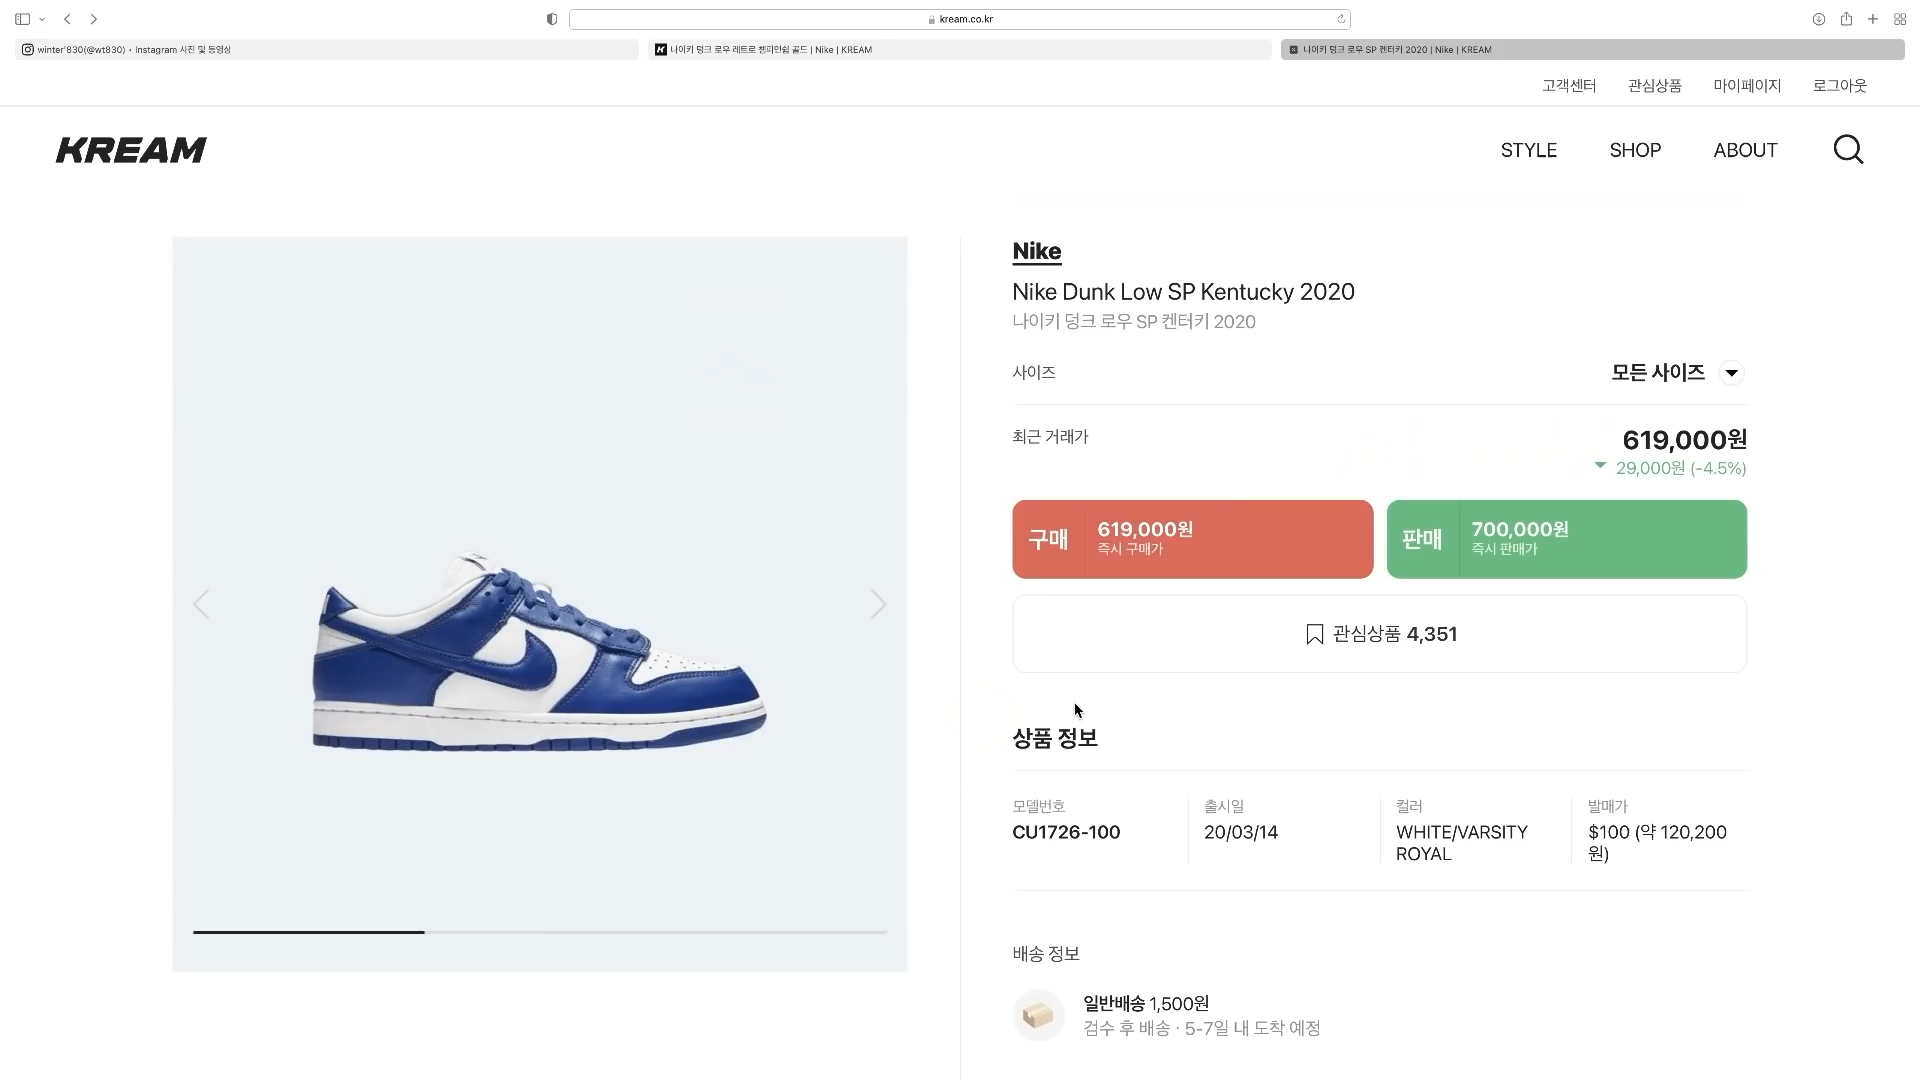 kream.co.kr
winter'830(@wt830) • Instagram 사진 및 동영상
나이키 덩크 로우 레트로 챔피언쉽 골드 | Nike | KREAM
나이키 덩크 로우 SP 켄터키 2020 | Nike | KREAM
고객센터 관심상품 마이페이지 로그아웃
KREAM
STYLE SHOP ABOUT
Nike
Nike Dunk Low SP Kentucky 2020
나이키 덩크 로우 SP 켄터키 2020
사이즈 모든 사이즈
최근 거래가 619,000원
29,000원 (-4.5%)
구매 619,000원
즉시 구매가
판매 700,000원
즉시 판매가
관심상품 4,351
상품 정보
모델번호
CU1726-100
출시일
20/03/14
컬러
WHITE/VARSITY
ROYAL
발매가
$100 (약 120,200
원)
배송 정보
일반배송 1,500원
검수 후 배송 · 5-7일 내 도착 예정